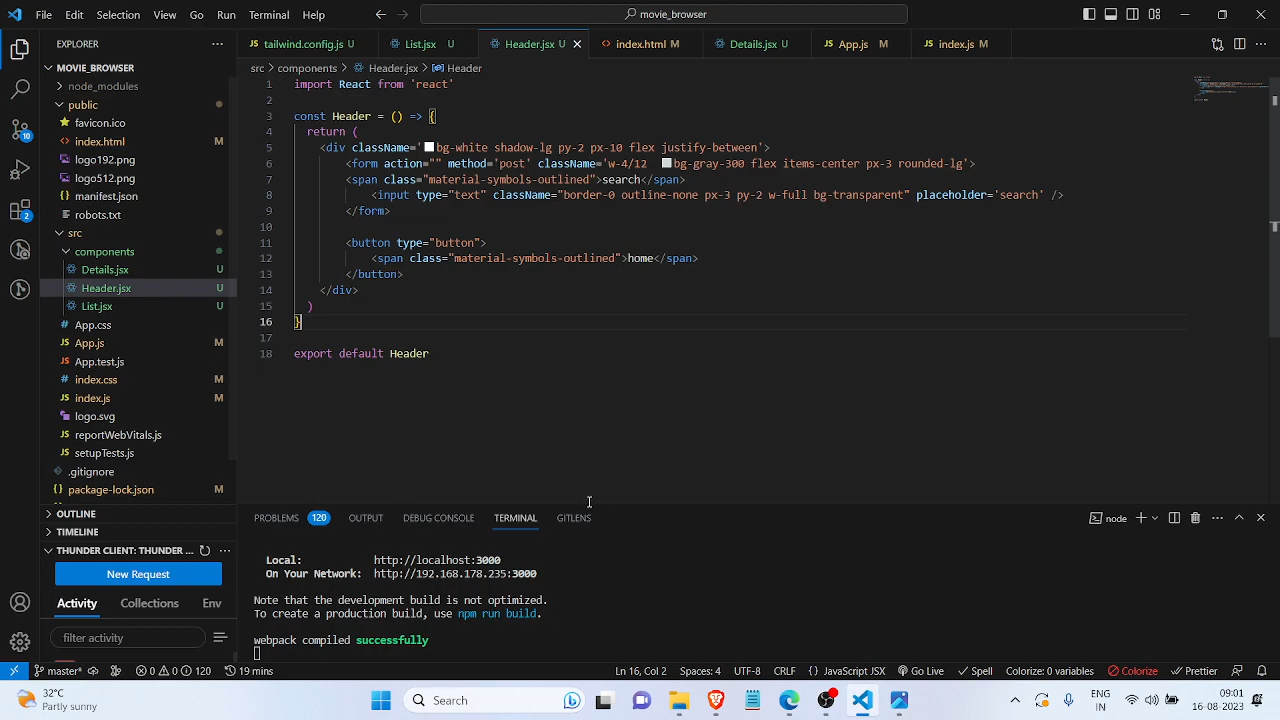 File Edit Selection View Go Run Terminal Help
movie_browser
EXPLORER
tailwind.config.js U
List.jsx U
Header.jsx U
index.html M
Details.jsx U
App.js M
index.js M
MOVIE_BROWSER
src > components > Header.jsx > Header
node_modules
public
favicon.ico
index.html M
logo192.png
logo512.png
manifest.json
robots.txt
src
components
Details.jsx U
Header.jsx U
List.jsx U
App.css
App.js M
App.test.js
index.css M
index.js M
logo.svg
reportWebVitals.js
setupTests.js
.gitignore
package-lock.json M
OUTLINE
TIMELINE
THUNDER CLIENT: THUNDER ...
New Request
Activity Collections Env
filter activity
10
2
1 import React from 'react'
2
3 const Header = () => {
4 return (
5 <div className='bg-white shadow-lg py-2 px-10 flex justify-between'>
6 <form action="" method='post' className='w-4/12 bg-gray-300 flex items-center px-3 rounded-lg'>
7 <span class="material-symbols-outlined">search</span>
8 <input type="text" className="border-0 outline-none px-3 py-2 w-full bg-transparent" placeholder='search' />
9 </form>
10
11 <button type="button">
12 <span class="material-symbols-outlined">home</span>
13 </button>
14 </div>
15 )
16 }
17
18 export default Header
PROBLEMS 120 OUTPUT DEBUG CONSOLE TERMINAL GITLENS
node
Local: http://localhost:3000
On Your Network: http://192.168.178.235:3000
Note that the development build is not optimized.
To create a production build, use npm run build.
webpack compiled successfully
master* 0 0 120 19 mins Ln 16, Col 2 Spaces: 4 UTF-8 CRLF {} JavaScript JSX Go Live Spell Colorize: 0 variables Colorize Prettier
32°C
Partly sunny
Search
ENG
IN
09:01
16-08-2023